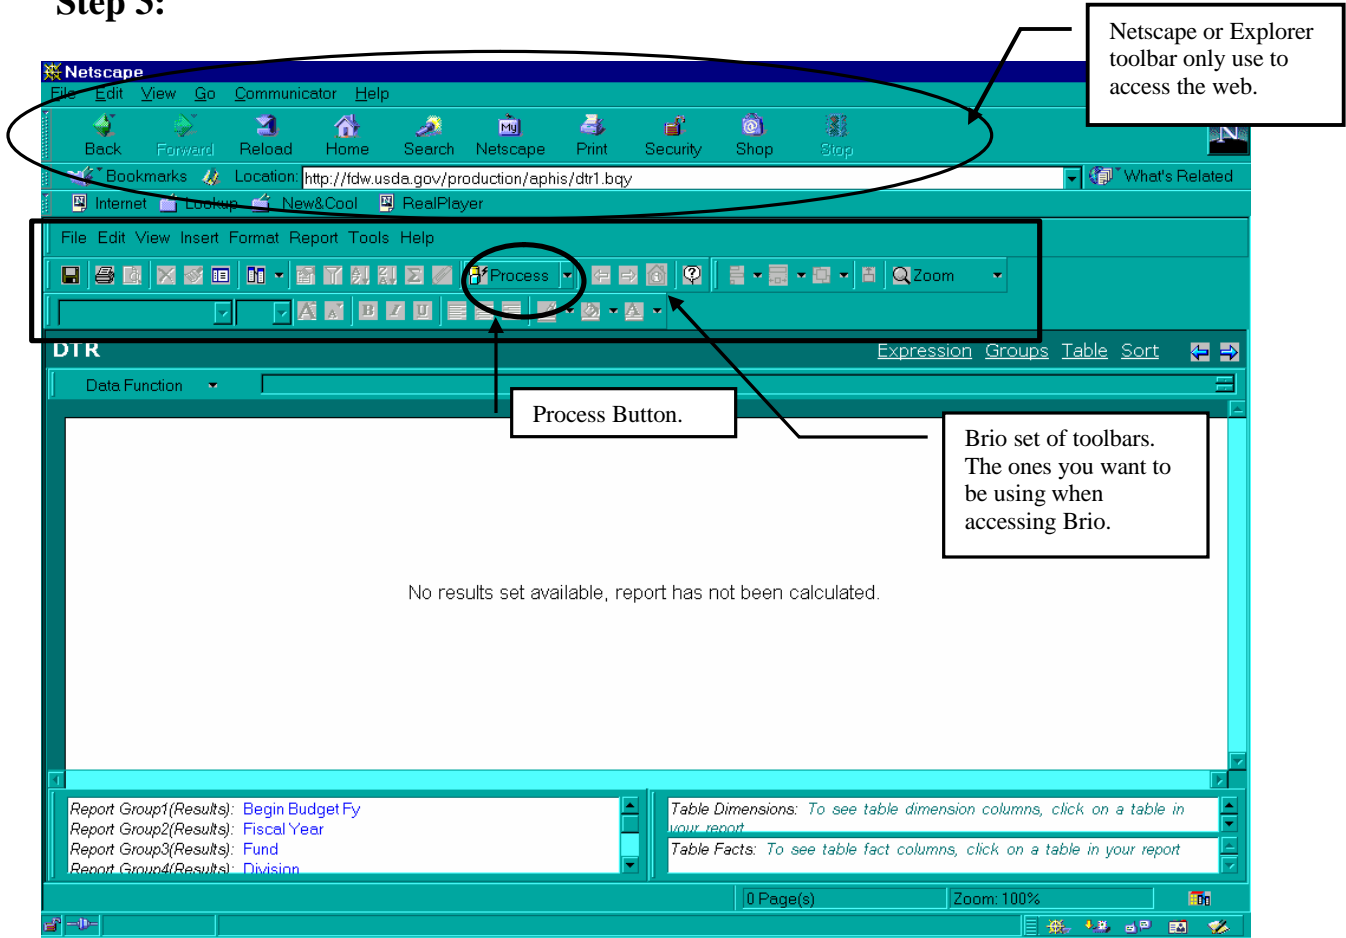 Step 3:
Netscape or Explorer
toolbar only use to
access the web.
Netscape
File Edit View Go Communicator Help
Back Forward Reload Home Search Netscape Print Security Shop Stop
Bookmarks Location: http://fdw.usda.gov/production/aphis/dtr1.bqy What's Related
Internet Lookup New&Cool RealPlayer
File Edit View Insert Format Report Tools Help
Process Zoom
B I U
DTR Expression Groups Table Sort
Data Function
Process Button.
Brio set of toolbars.
The ones you want to
be using when
accessing Brio.
No results set available, report has not been calculated.
Report Group1(Results): Begin Budget Fy
Report Group2(Results): Fiscal Year
Report Group3(Results): Fund
Report Group4(Results): Division
Table Dimensions: To see table dimension columns, click on a table in
your report
Table Facts: To see table fact columns, click on a table in your report
0 Page(s) Zoom: 100%